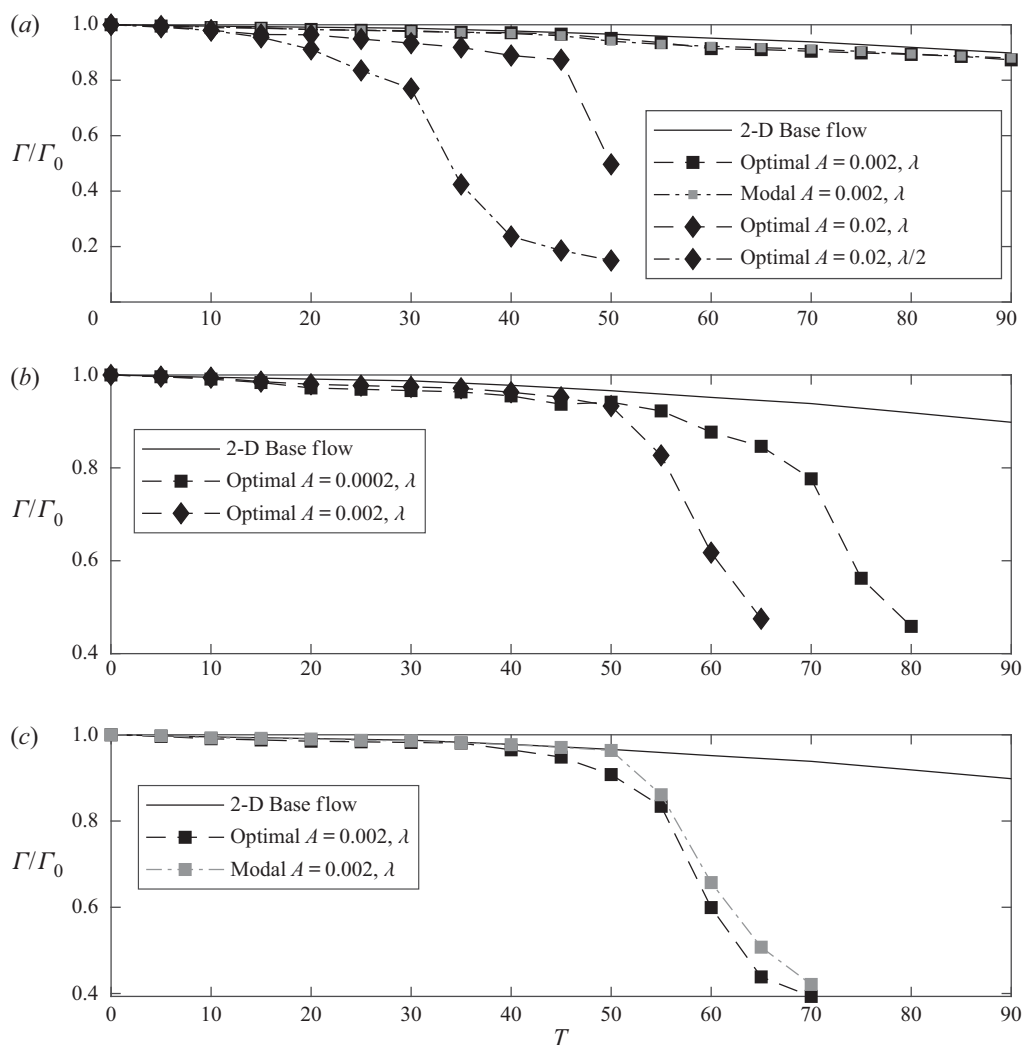 (a)
1.0
0.8
0.6
0.4
0.2
Γ/Γ0
2-D Base flow
Optimal A = 0.002, λ
Modal A = 0.002, λ
Optimal A = 0.02, λ
Optimal A = 0.02, λ/2
0 10 20 30 40 50 60 70 80 90
(b)
1.0
0.8
0.6
0.4
Γ/Γ0
2-D Base flow
Optimal A = 0.0002, λ
Optimal A = 0.002, λ
0 10 20 30 40 50 60 70 80 90
(c)
1.0
0.8
0.6
0.4
Γ/Γ0
2-D Base flow
Optimal A = 0.002, λ
Modal A = 0.002, λ
0 10 20 30 40 50 60 70 80 90
T